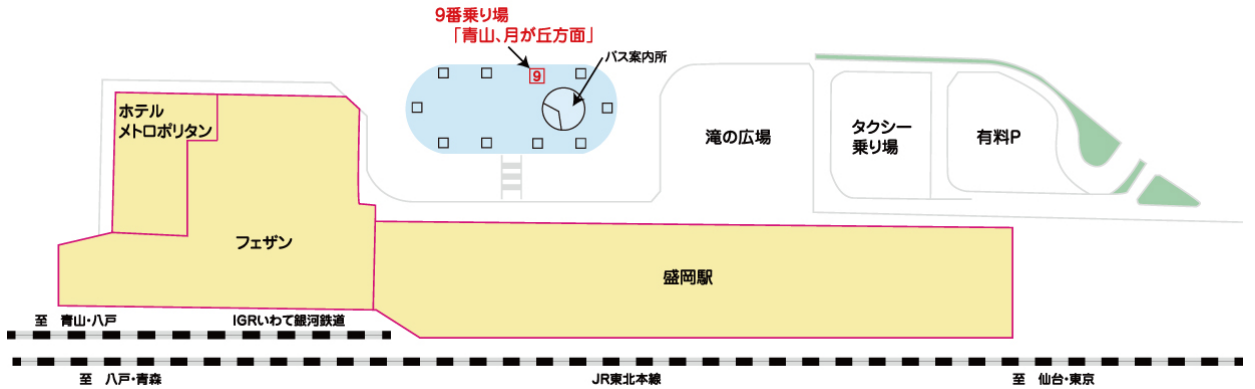 9番乗り場
「青山、月が丘方面」
バス案内所
9
ホテル
メトロポリタン
滝の広場
タクシー
乗り場
有料P
フェザン
盛岡駅
至 青山・八戸
IGRいわて銀河鉄道
至 八戸・青森
JR東北本線
至 仙台・東京